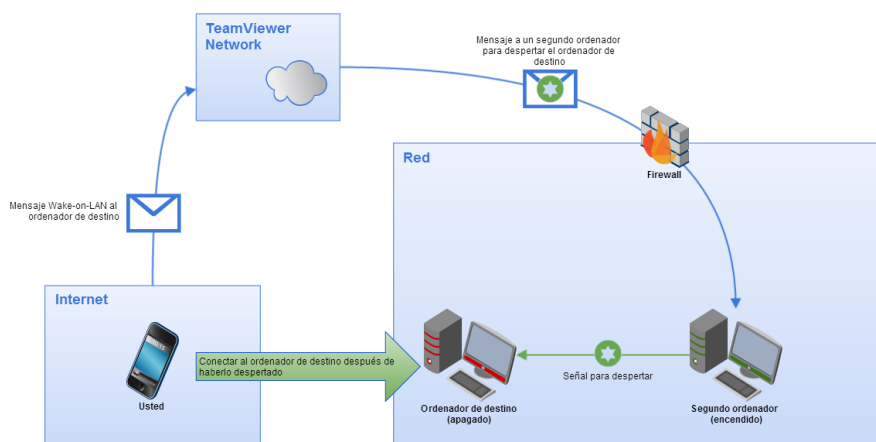 TeamViewer
Network
Mensaje a un segundo ordenador
para despertar el ordenador de
destino
Red
Firewall
Mensaje Wake-on-LAN al
ordenador de destino
Internet
Conectar al ordenador de destino después de
haberlo despertado
Señal para despertar
Usted
Ordenador de destino
(apagado)
Segundo ordenador
(encendido)